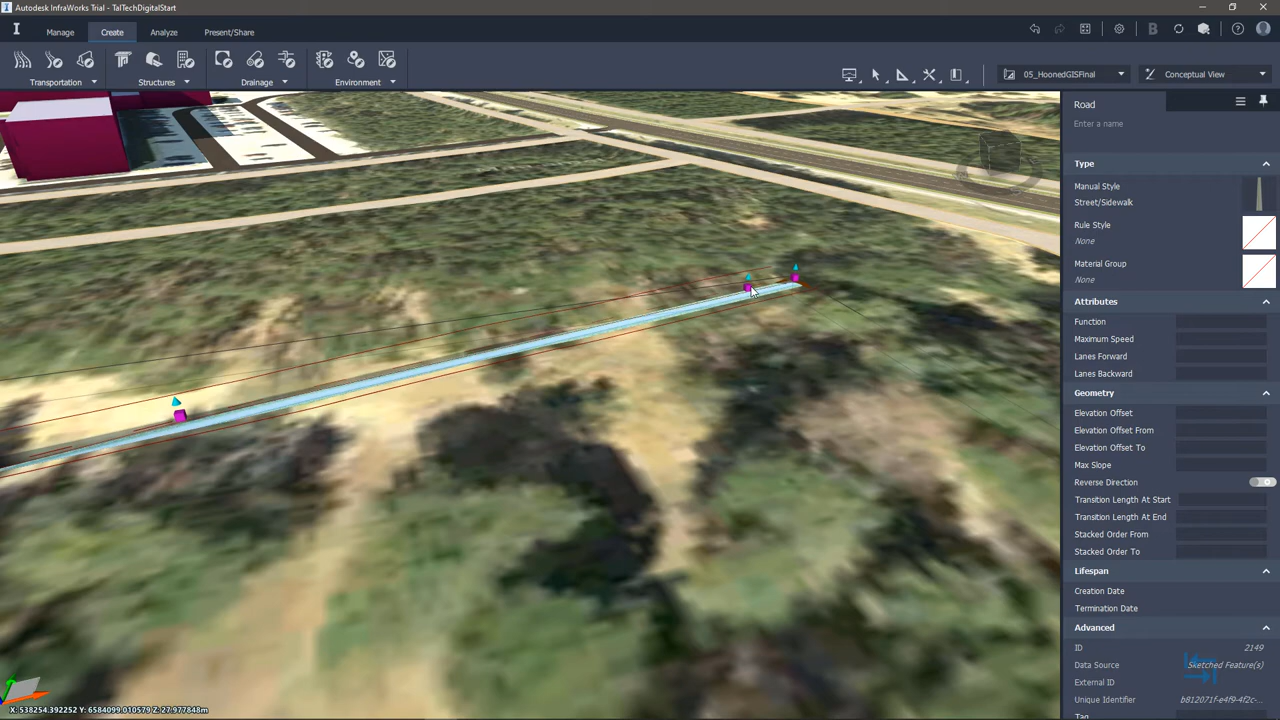 Autodesk InfraWorks Trial - TalTechDigitalStart
Manage Create Analyze Present/Share
Transportation Structures Drainage Environment
05_HoonedGISFinal Conceptual View
Road
Enter a name
Type
Manual Style
Street/Sidewalk
Rule Style
None
Material Group
None
Attributes
Function
Maximum Speed
Lanes Forward
Lanes Backward
Geometry
Elevation Offset
Elevation Offset From
Elevation Offset To
Max Slope
Reverse Direction
Transition Length At Start
Transition Length At End
Stacked Order From
Stacked Order To
Lifespan
Creation Date
Termination Date
Advanced
ID 2149
Data Source Sketched Feature(s)
External ID
Unique Identifier b812071f-e4f9-4f2c-...
Tag
X: 538254.392252 Y: 6584099.010579 Z: 27.977848m